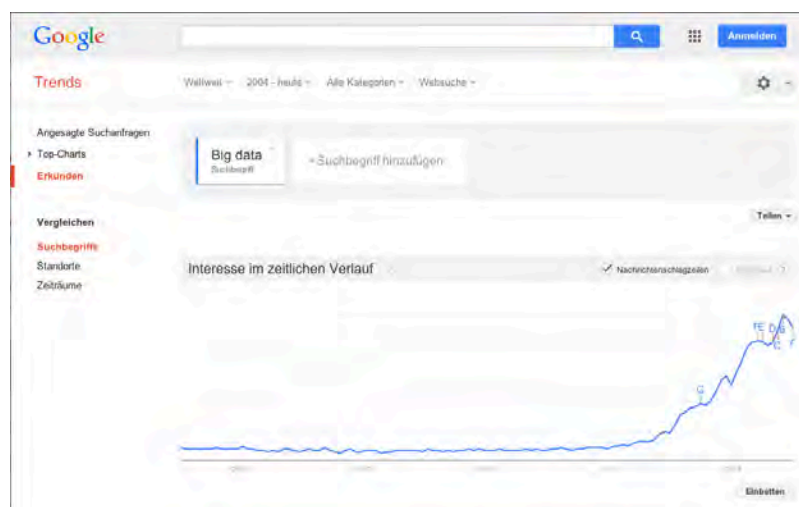 Google
Anmelden
Trends
Weltweit
2004 - heute
Alle Kategorien
Websuche
Angesagte Suchanfragen
Top-Charts
Erkunden
Big data
Suchbegriff
+Suchbegriff hinzufügen
Teilen
Vergleichen
Suchbegriffe
Standorte
Zeiträume
Interesse im zeitlichen Verlauf
Nachrichtenschlagzeilen
G
Einbetten